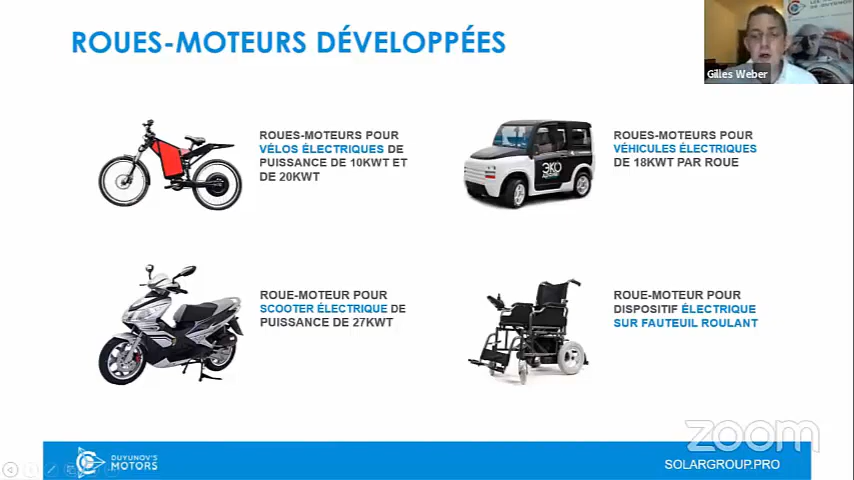 ROUES-MOTEURS DÉVELOPPÉES
Gilles Weber
ROUES-MOTEURS POUR
VÉLOS ÉLECTRIQUES DE
PUISSANCE DE 10KWT ET
DE 20KWT
ROUES-MOTEURS POUR
VÉHICULES ÉLECTRIQUES
DE 18KWT PAR ROUE
ЭКО
ROUE-MOTEUR POUR
SCOOTER ÉLECTRIQUE DE
PUISSANCE DE 27KWT
ROUE-MOTEUR POUR
DISPOSITIF ÉLECTRIQUE
SUR FAUTEUIL ROULANT
zoom
DUYUNOV'S
MOTORS
SOLARGROUP.PRO